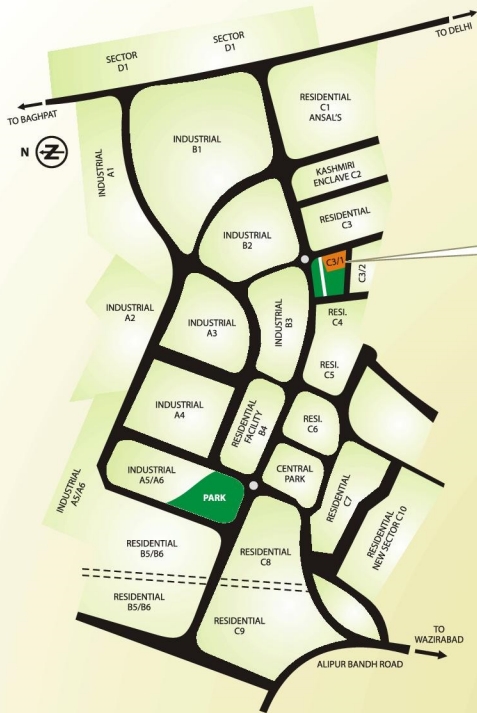 SECTOR
D1
SECTOR
D1
TO DELHI
TO BAGHPAT
N
Z
RESIDENTIAL
C1
ANSAL'S
INDUSTRIAL
B1
INDUSTRIAL
A1
KASHMIRI
ENCLAVE C2
RESIDENTIAL
C3
INDUSTRIAL
B2
C3/1
C3/2
INDUSTRIAL
A2
INDUSTRIAL
A3
INDUSTRIAL
B3
RESI.
C4
RESI.
C5
INDUSTRIAL
A4
RESIDENTIAL
FACILITY
B4
RESI.
C6
INDUSTRIAL
A5/A6
INDUSTRIAL
A5/A6
PARK
CENTRAL
PARK
RESIDENTIAL
C7
RESIDENTIAL
NEW SECTOR C10
RESIDENTIAL
B5/B6
RESIDENTIAL
C8
RESIDENTIAL
B5/B6
RESIDENTIAL
C9
TO
WAZIRABAD
ALIPUR BANDH ROAD